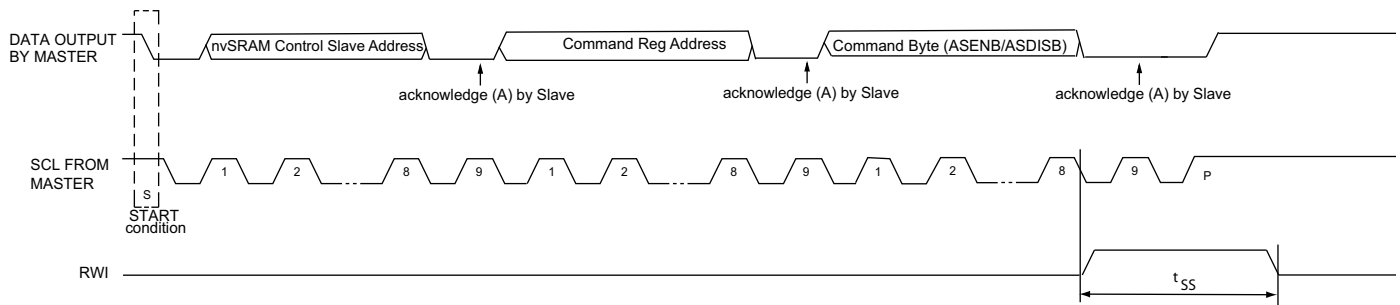 DATA OUTPUT
BY MASTER
nvSRAM Control Slave Address
Command Reg Address
Command Byte (ASENB/ASDISB)
acknowledge (A) by Slave
acknowledge (A) by Slave
acknowledge (A) by Slave
SCL FROM
MASTER
1 2 8 9 1 2 8 9 1 2 8 9 P
S
START
condition
RWI
tSS